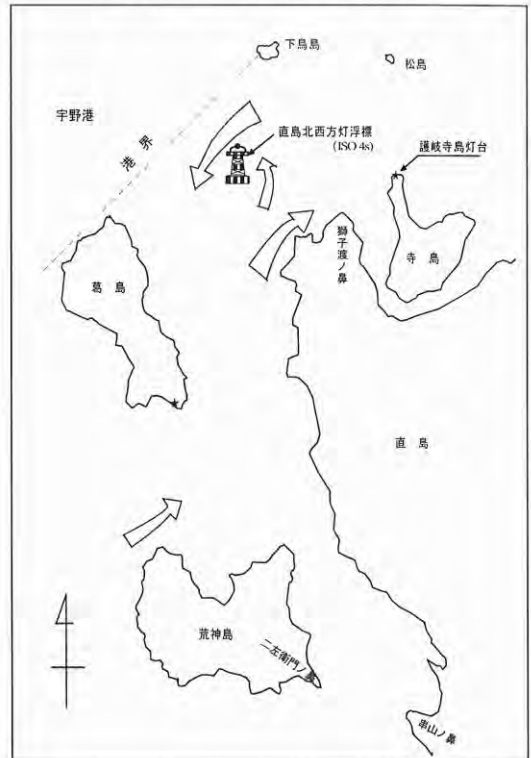 下烏島
松島
宇野港
直島北西方灯浮標
(ISO 4s)
港界
護岐寺島灯台
獅子渡ノ鼻
寺島
葛島
直島
荒神島
二左衛門ノ鼻
串山ノ鼻